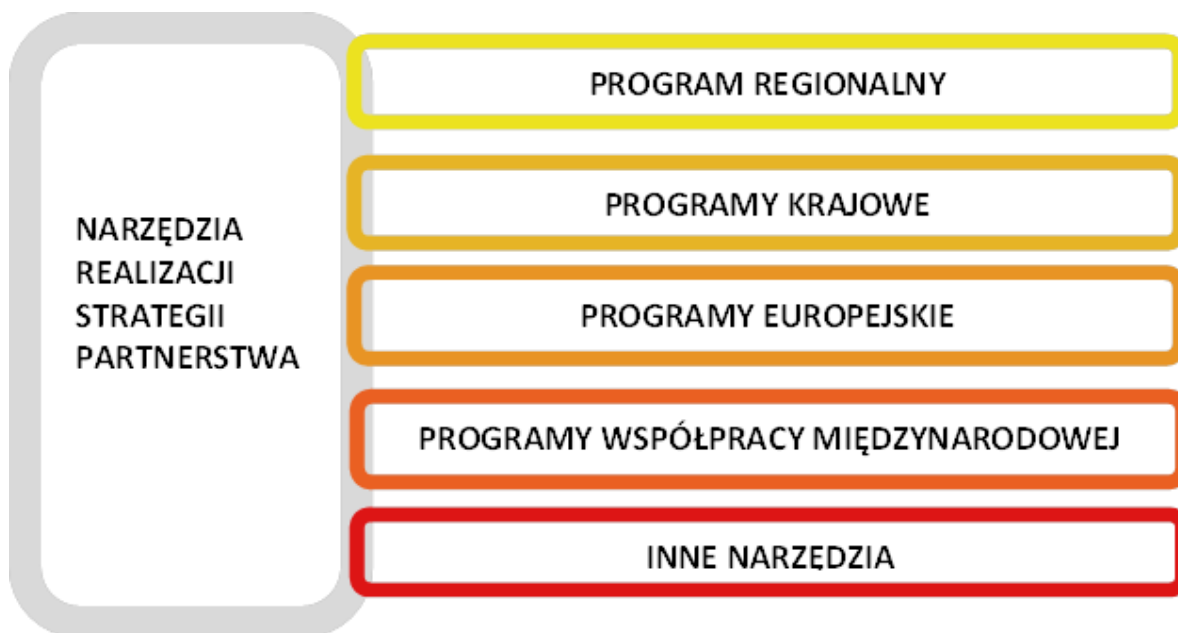 NARZĘDZIA
REALIZACJI
STRATEGII
PARTNERSTWA
PROGRAM REGIONALNY
PROGRAMY KRAJOWE
PROGRAMY EUROPEJSKIE
PROGRAMY WSPÓŁPRACY MIĘDZYNARODOWEJ
INNE NARZĘDZIA